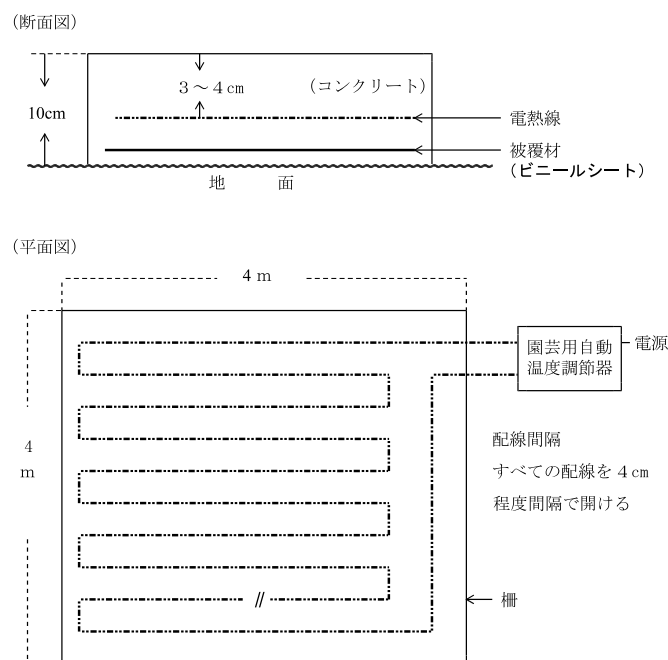 (断面図)
3～4cm
(コンクリート)
10cm
電熱線
被覆材
(ビニールシート)
地　面
(平面図)
4 m
園芸用自動
温度調節器
電源
4
m
配線間隔
すべての配線を4cm
程度間隔で開ける
柵